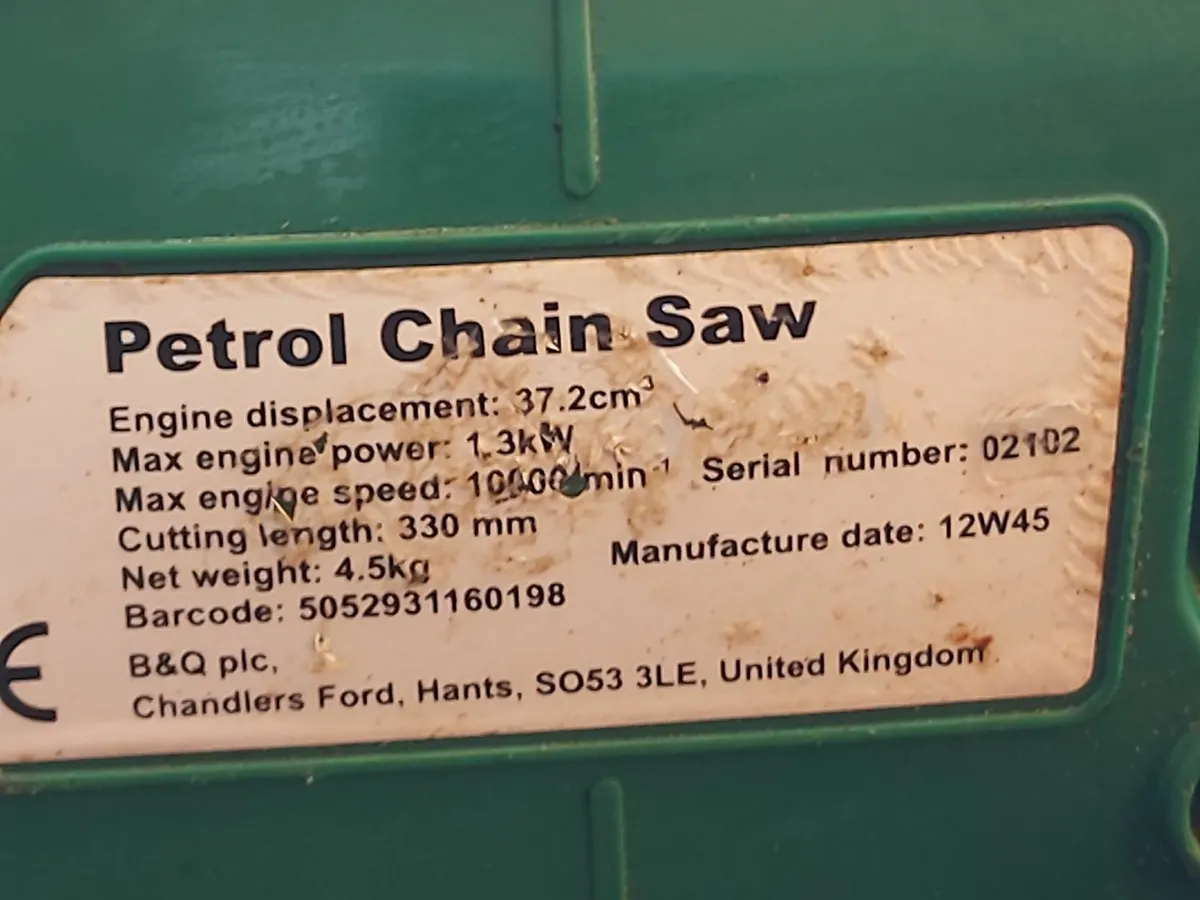 Petrol Chain Saw
Engine displacement: 37.2cm³
Max engine power: 1.3kW
Max engine speed: 10000 min⁻¹ Serial number: 02102
Cutting length: 330 mm
Manufacture date: 12W45
Net weight: 4.5kg
Barcode: 5052931160198
B&Q plc,
Chandlers Ford, Hants, SO53 3LE, United Kingdom
CE